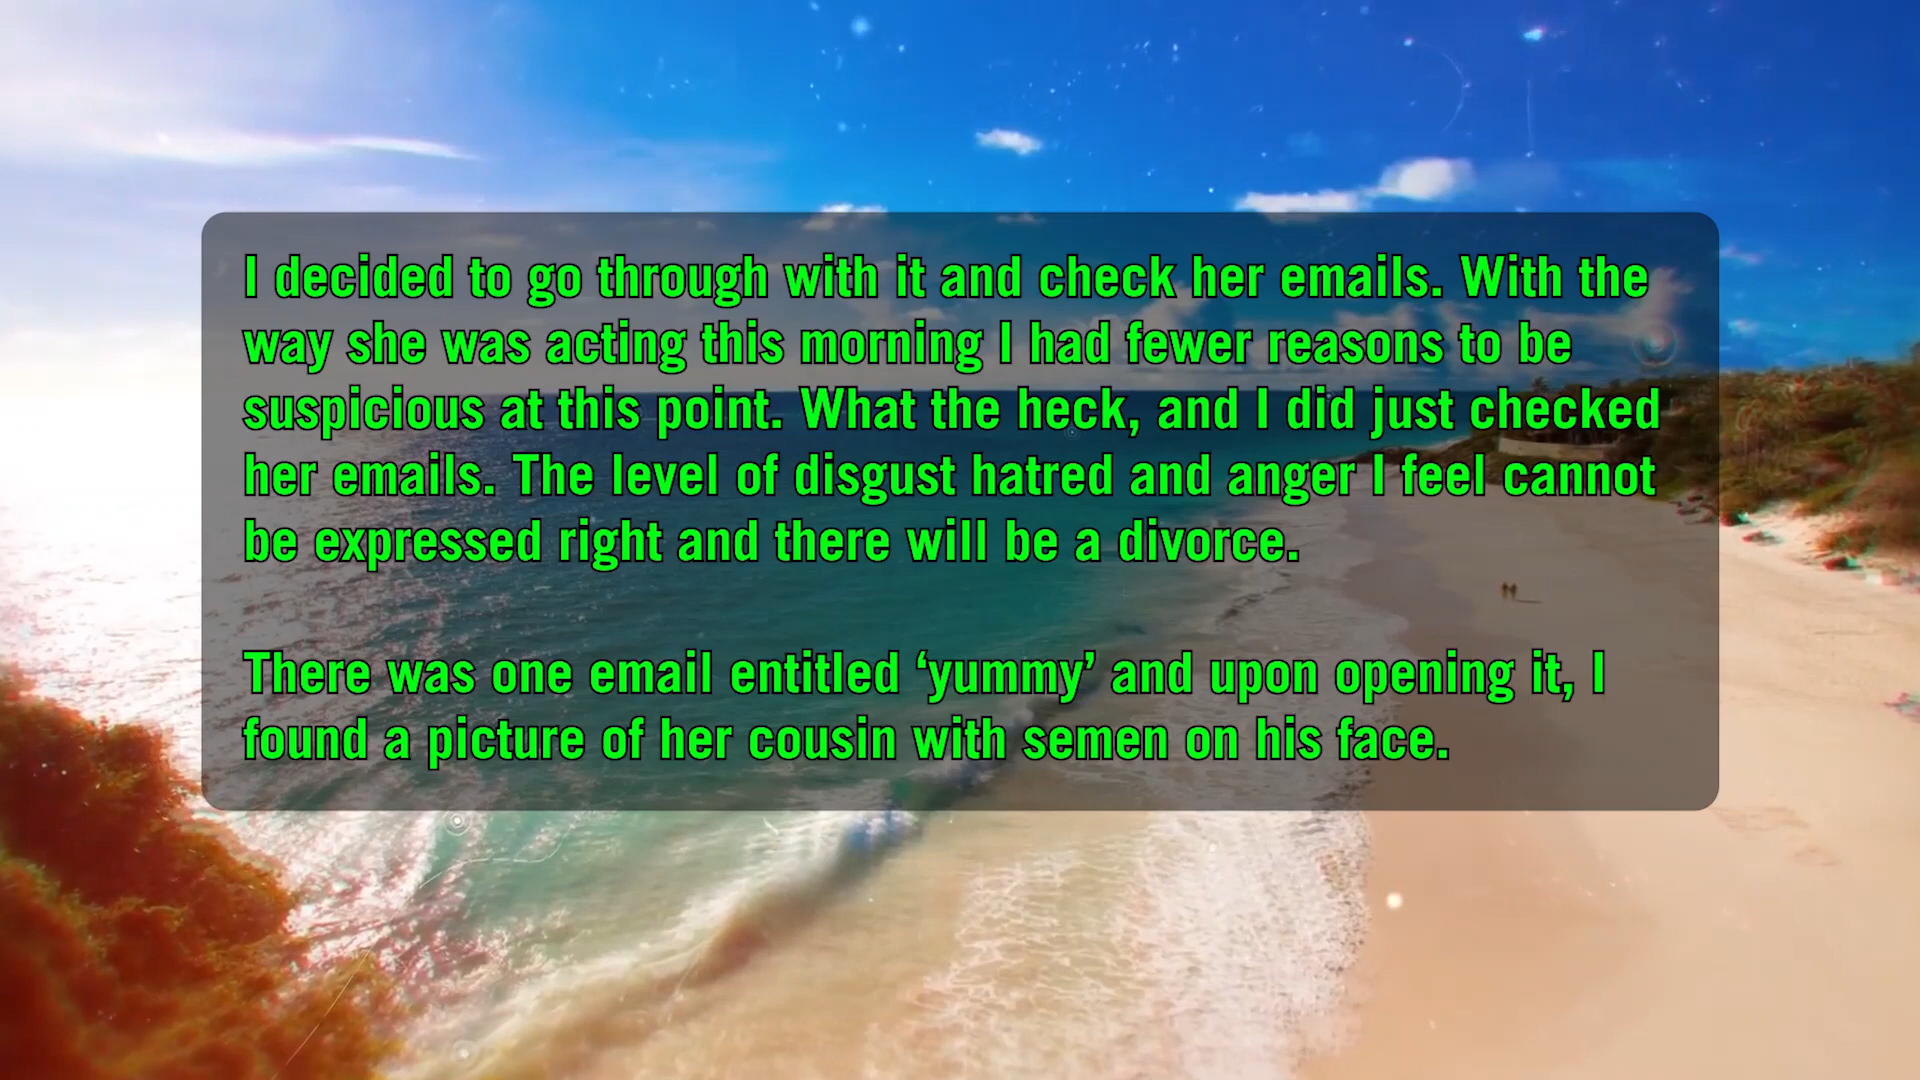 I decided to go through with it and check her emails. With the
way she was acting this morning I had fewer reasons to be
suspicious at this point. What the heck, and I did just checked
her emails. The level of disgust hatred and anger I feel cannot
be expressed right and there will be a divorce.
There was one email entitled ‘yummy’ and upon opening it, I
found a picture of her cousin with semen on his face.